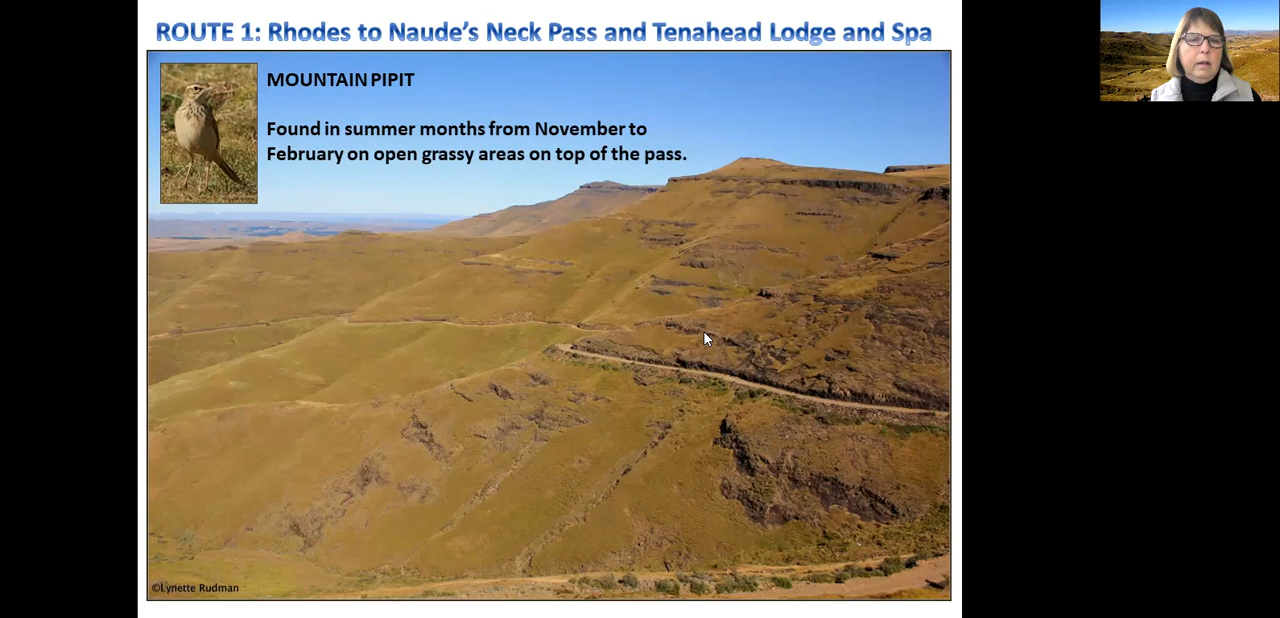 ROUTE 1: Rhodes to Naude's Neck Pass and Tenahead Lodge and Spa
MOUNTAIN PIPIT
Found in summer months from November to
February on open grassy areas on top of the pass.
©Lynette Rudman